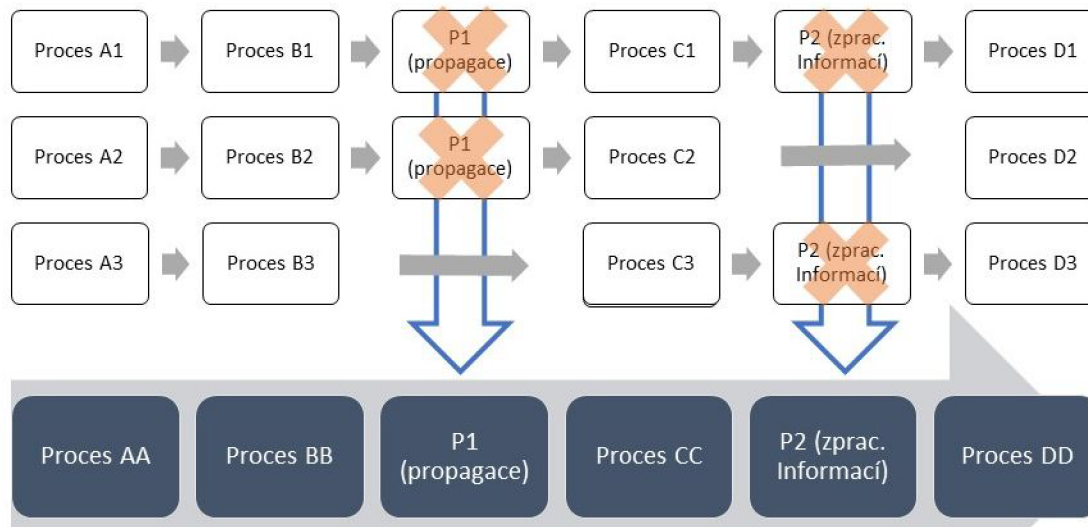 Proces A1
Proces B1
P1
(propagace)
Proces C1
P2 (zprac.
Informací)
Proces D1
Proces A2
Proces B2
P1
(propagace)
Proces C2
Proces D2
Proces A3
Proces B3
Proces C3
P2 (zprac.
Informací)
Proces D3
Proces AA
Proces BB
P1
(propagace)
Proces CC
P2 (zprac.
Informací)
Proces DD